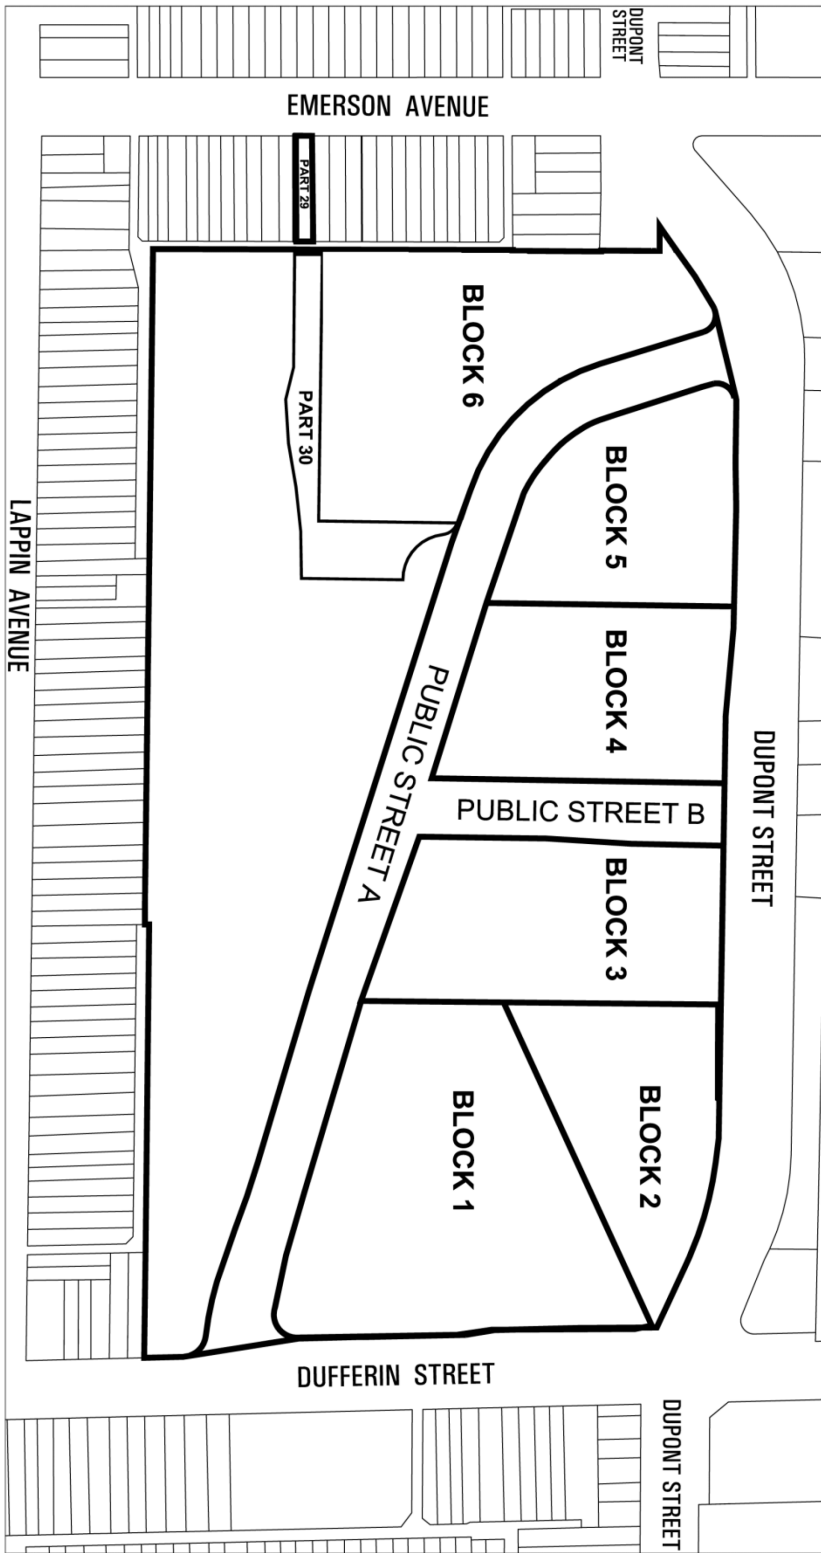 DUPONT
STREET
EMERSON AVENUE
PART 29
BLOCK 6
PART 30
BLOCK 5
LAPPIN AVENUE
BLOCK 4
PUBLIC STREET A
DUPONT STREET
PUBLIC STREET B
BLOCK 3
BLOCK 2
BLOCK 1
DUFFERIN STREET
DUPONT STREET